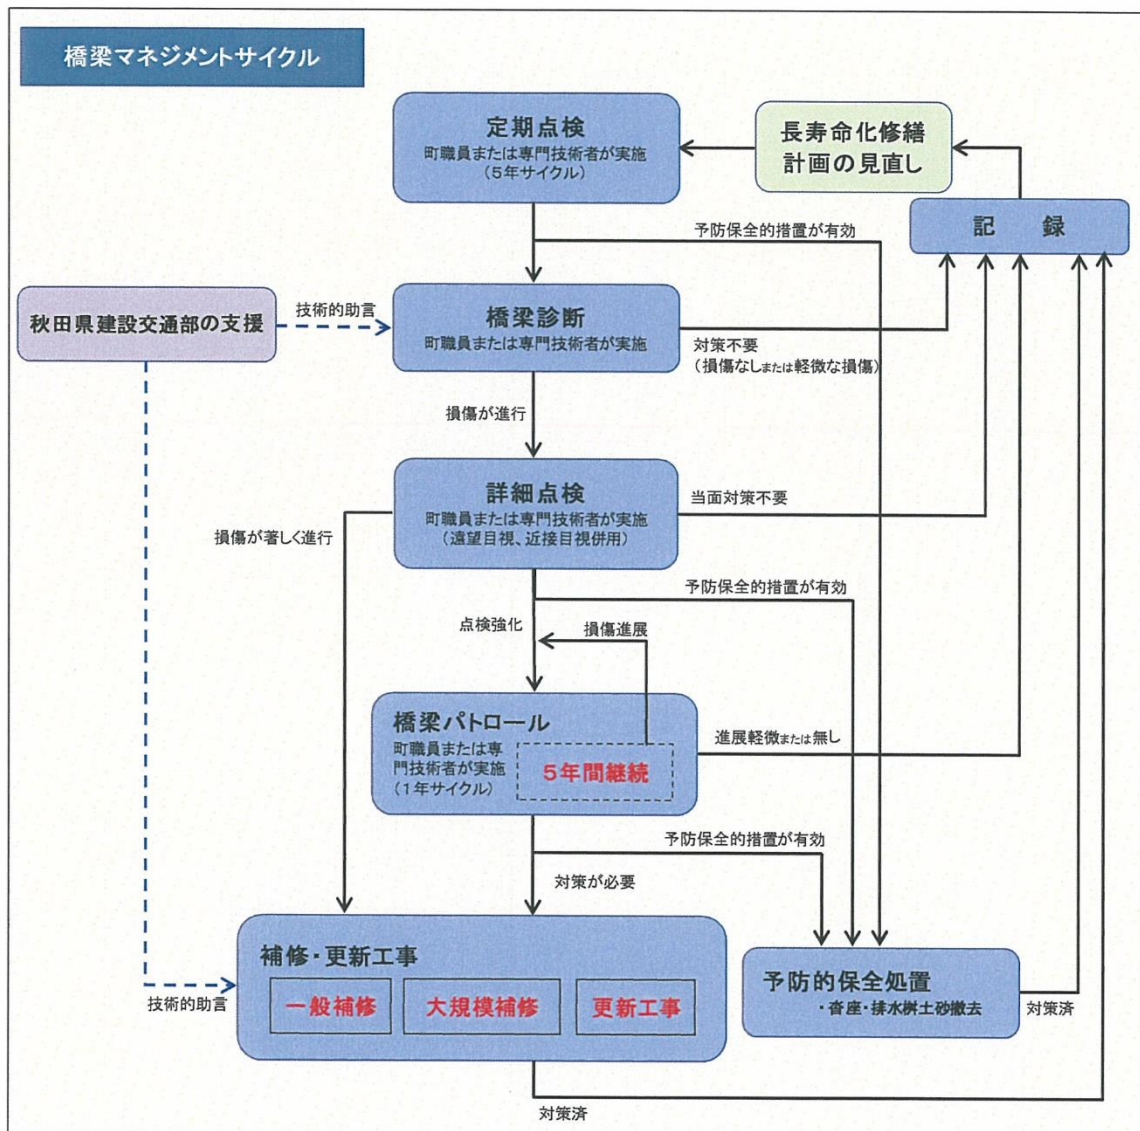 橋梁マネジメントサイクル
定期点検
町職員または専門技術者が実施
(5年サイクル)
長寿命化修繕
計画の見直し
記　録
予防保全的措置が有効
秋田県建設交通部の支援
技術的助言
橋梁診断
町職員または専門技術者が実施
対策不要
(損傷なしまたは軽微な損傷)
損傷が進行
詳細点検
町職員または専門技術者が実施
(遠望目視、近接目視併用)
当面対策不要
損傷が著しく進行
予防保全的措置が有効
点検強化
損傷進展
橋梁パトロール
町職員または専
門技術者が実施
(1年サイクル)
5年間継続
進展軽微または無し
予防保全的措置が有効
対策が必要
補修・更新工事
一般補修
大規模補修
更新工事
技術的助言
予防的保全処置
・沓座・排水桝土砂撤去
対策済
対策済